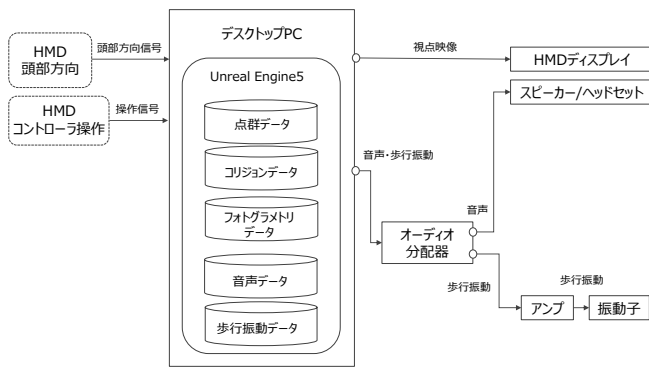 HMD
頭部方向
頭部方向信号
HMD
コントローラ操作
操作信号
デスクトップPC
Unreal Engine5
点群データ
コリジョンデータ
フォトグラメトリ
データ
音声データ
歩行振動データ
視点映像
HMDディスプレイ
スピーカー/ヘッドセット
音声・歩行振動
音声
オーディオ
分配器
歩行振動
アンプ
歩行振動
振動子